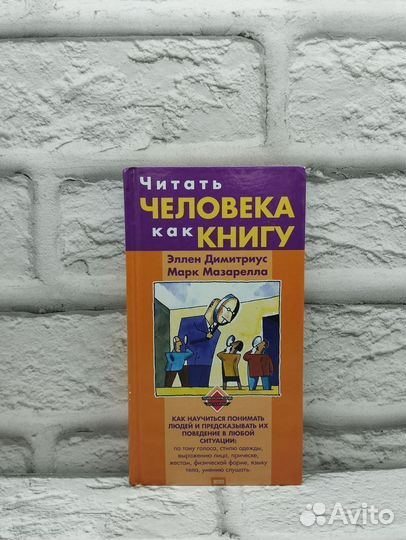 Читать
ЧЕЛОВЕКА
как КНИГУ
Эллен Димитриус
Марк Мазарелла
КАК НАУЧИТЬСЯ ПОНИМАТЬ
ЛЮДЕЙ И ПРЕДСКАЗЫВАТЬ ИХ
ПОВЕДЕНИЕ В ЛЮБОЙ
СИТУАЦИИ:
по тону голоса, стилю одежды,
выражению лица, прическе,
жестам, физической форме, языку
тела, умению слушать
Avito